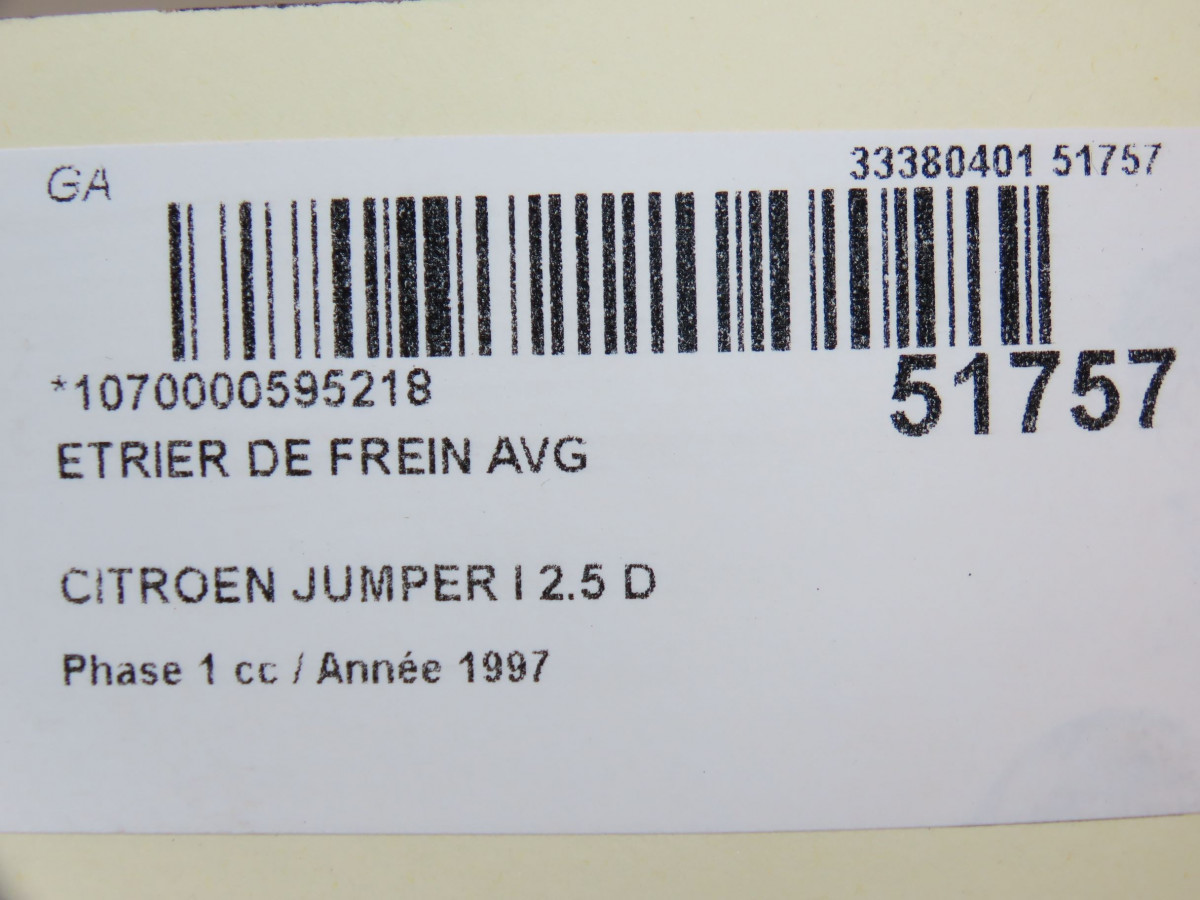 GA
33380401 51757
*1070000595218
51757
ETRIER DE FREIN AVG
CITROEN JUMPER I 2.5 D
Phase 1 cc / Année 1997